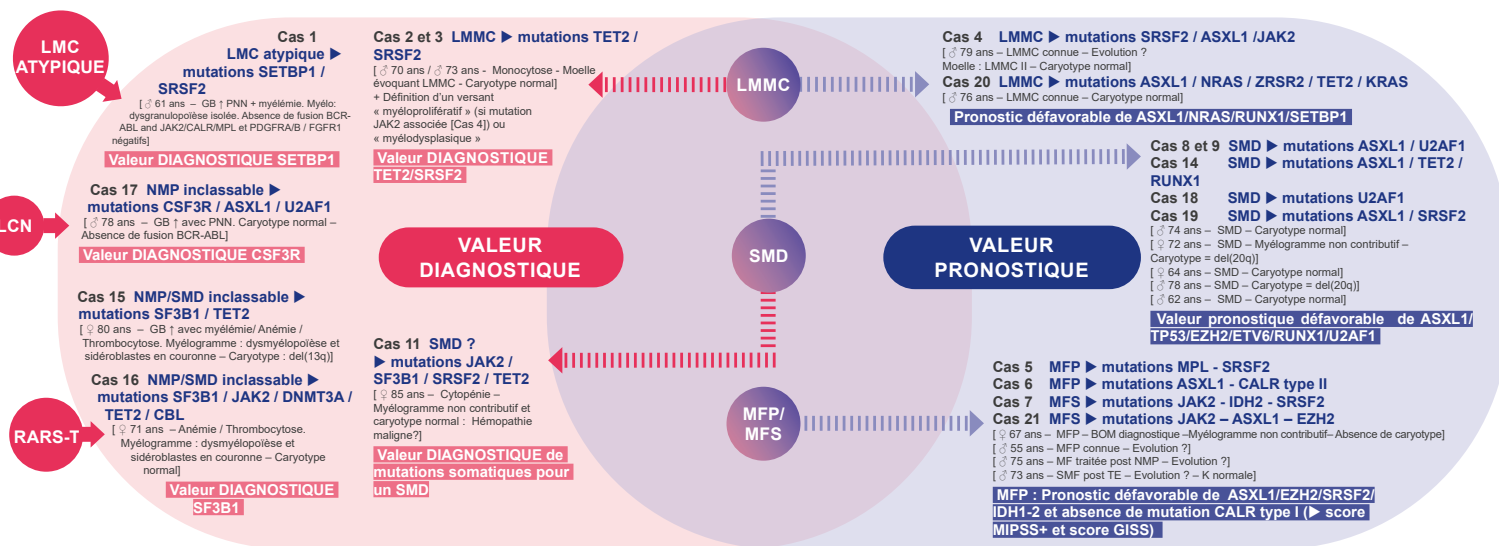 LMC
ATYPIQUE
Cas 1
LMC atypique ▶
mutations SETBP1 /
SRSF2
[ ♂ 61 ans – GB ↑ PNN + myélémie. Myélo:
dysgranulopoïèse isolée. Absence de fusion BCR-
ABL and JAK2/CALR/MPL et PDGFRA/B / FGFR1
négatifs]
Valeur DIAGNOSTIQUE SETBP1
LCN
Cas 17 NMP inclassable ▶
mutations CSF3R / ASXL1 / U2AF1
[ ♂ 78 ans – GB ↑ avec PNN. Caryotype normal –
Absence de fusion BCR-ABL]
Valeur DIAGNOSTIQUE CSF3R
Cas 15 NMP/SMD inclassable ▶
mutations SF3B1 / TET2
[ ♀ 80 ans – GB ↑ avec myélémie/ Anémie /
Thrombocytose. Myélogramme : dysmyélopoïèse et
sidéroblastes en couronne – Caryotype : del(13q)]
RARS-T
Cas 16 NMP/SMD inclassable ▶
mutations SF3B1 / JAK2 / DNMT3A /
TET2 / CBL
[ ♀ 71 ans – Anémie / Thrombocytose.
Myélogramme : dysmyélopoïèse et
sidéroblastes en couronne – Caryotype
normal]
Valeur DIAGNOSTIQUE
SF3B1
Cas 2 et 3 LMMC ▶ mutations TET2 /
SRSF2
[ ♂ 70 ans / ♂ 73 ans - Monocytose - Moelle
évoquant LMMC - Caryotype normal]
+ Définition d’un versant
« myéloprolifératif » (si mutation
JAK2 associée [Cas 4]) ou
« myélodysplasique »
Valeur DIAGNOSTIQUE
TET2/SRSF2
VALEUR
DIAGNOSTIQUE
Cas 11 SMD ?
▶ mutations JAK2 /
SF3B1 / SRSF2 / TET2
[ ♀ 85 ans – Cytopénie –
Myélogramme non contributif et
caryotype normal : Hémopathie
maligne?]
Valeur DIAGNOSTIQUE de
mutations somatiques pour
un SMD
LMMC
SMD
MFP/
MFS
VALEUR
PRONOSTIQUE
Cas 4 LMMC ▶ mutations SRSF2 / ASXL1 /JAK2
[ ♂ 79 ans – LMMC connue – Evolution ?
Moelle : LMMC II – Caryotype normal]
Cas 20 LMMC ▶ mutations ASXL1 / NRAS / ZRSR2 / TET2 / KRAS
[ ♂ 76 ans – LMMC connue – Caryotype normal]
Pronostic défavorable de ASXL1/NRAS/RUNX1/SETBP1
Cas 8 et 9 SMD ▶ mutations ASXL1 / U2AF1
Cas 14 SMD ▶ mutations ASXL1 / TET2 /
RUNX1
Cas 18 SMD ▶ mutations U2AF1
Cas 19 SMD ▶ mutations ASXL1 / SRSF2
[ ♂ 74 ans – SMD – Caryotype normal]
[ ♀ 72 ans – SMD – Myélogramme non contributif –
Caryotype = del(20q)]
[ ♀ 64 ans – SMD – Caryotype normal]
[ ♂ 78 ans – SMD – Caryotype = del(20q)]
[ ♂ 62 ans – SMD – Caryotype normal]
Valeur pronostique défavorable de ASXL1/
TP53/EZH2/ETV6/RUNX1/U2AF1
Cas 5 MFP ▶ mutations MPL - SRSF2
Cas 6 MFP ▶ mutations ASXL1 - CALR type II
Cas 7 MFS ▶ mutations JAK2 - IDH2 - SRSF2
Cas 21 MFS ▶ mutations JAK2 – ASXL1 – EZH2
[ ♀ 67 ans – MFP – BOM diagnostique –Myélogramme non contributif– Absence de caryotype]
[ ♂ 55 ans – MFP connue – Evolution ?]
[ ♂ 75 ans – MF traitée post NMP – Evolution ?]
[ ♂ 73 ans – SMF post TE – Evolution ? – K normale]
MFP : Pronostic défavorable de ASXL1/EZH2/SRSF2/
IDH1-2 et absence de mutation CALR type I (▶ score
MIPSS+ et score GISS)